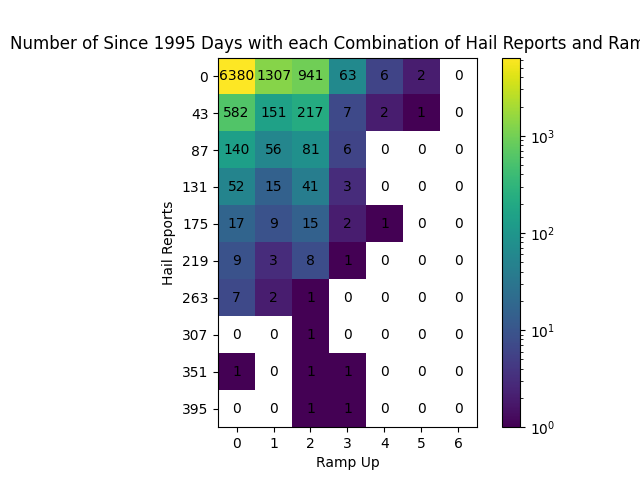 Number of Since 1995 Days with each Combination of Hail Reports and Ram
0 6380 1307 941 63 6 2 0
43 582 151 217 7 2 1 0
87 140 56 81 6 0 0 0
131 52 15 41 3 0 0 0
175 17 9 15 2 1 0 0
219 9 3 8 1 0 0 0
263 7 2 1 0 0 0 0
307 0 0 1 0 0 0 0
351 1 0 1 1 0 0 0
395 0 0 1 1 0 0 0
0 1 2 3 4 5 6
Ramp Up
Hail Reports
10³
10²
10¹
10⁰